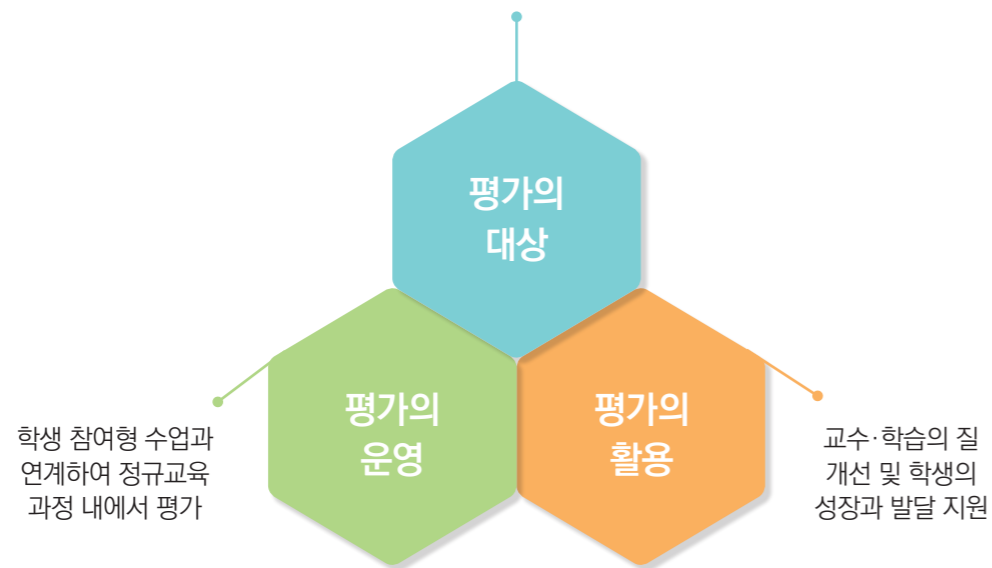 평가의
대상
평가의
운영
평가의
활용
학생 참여형 수업과
연계하여 정규교육
과정 내에서 평가
교수·학습의 질
개선 및 학생의
성장과 발달 지원